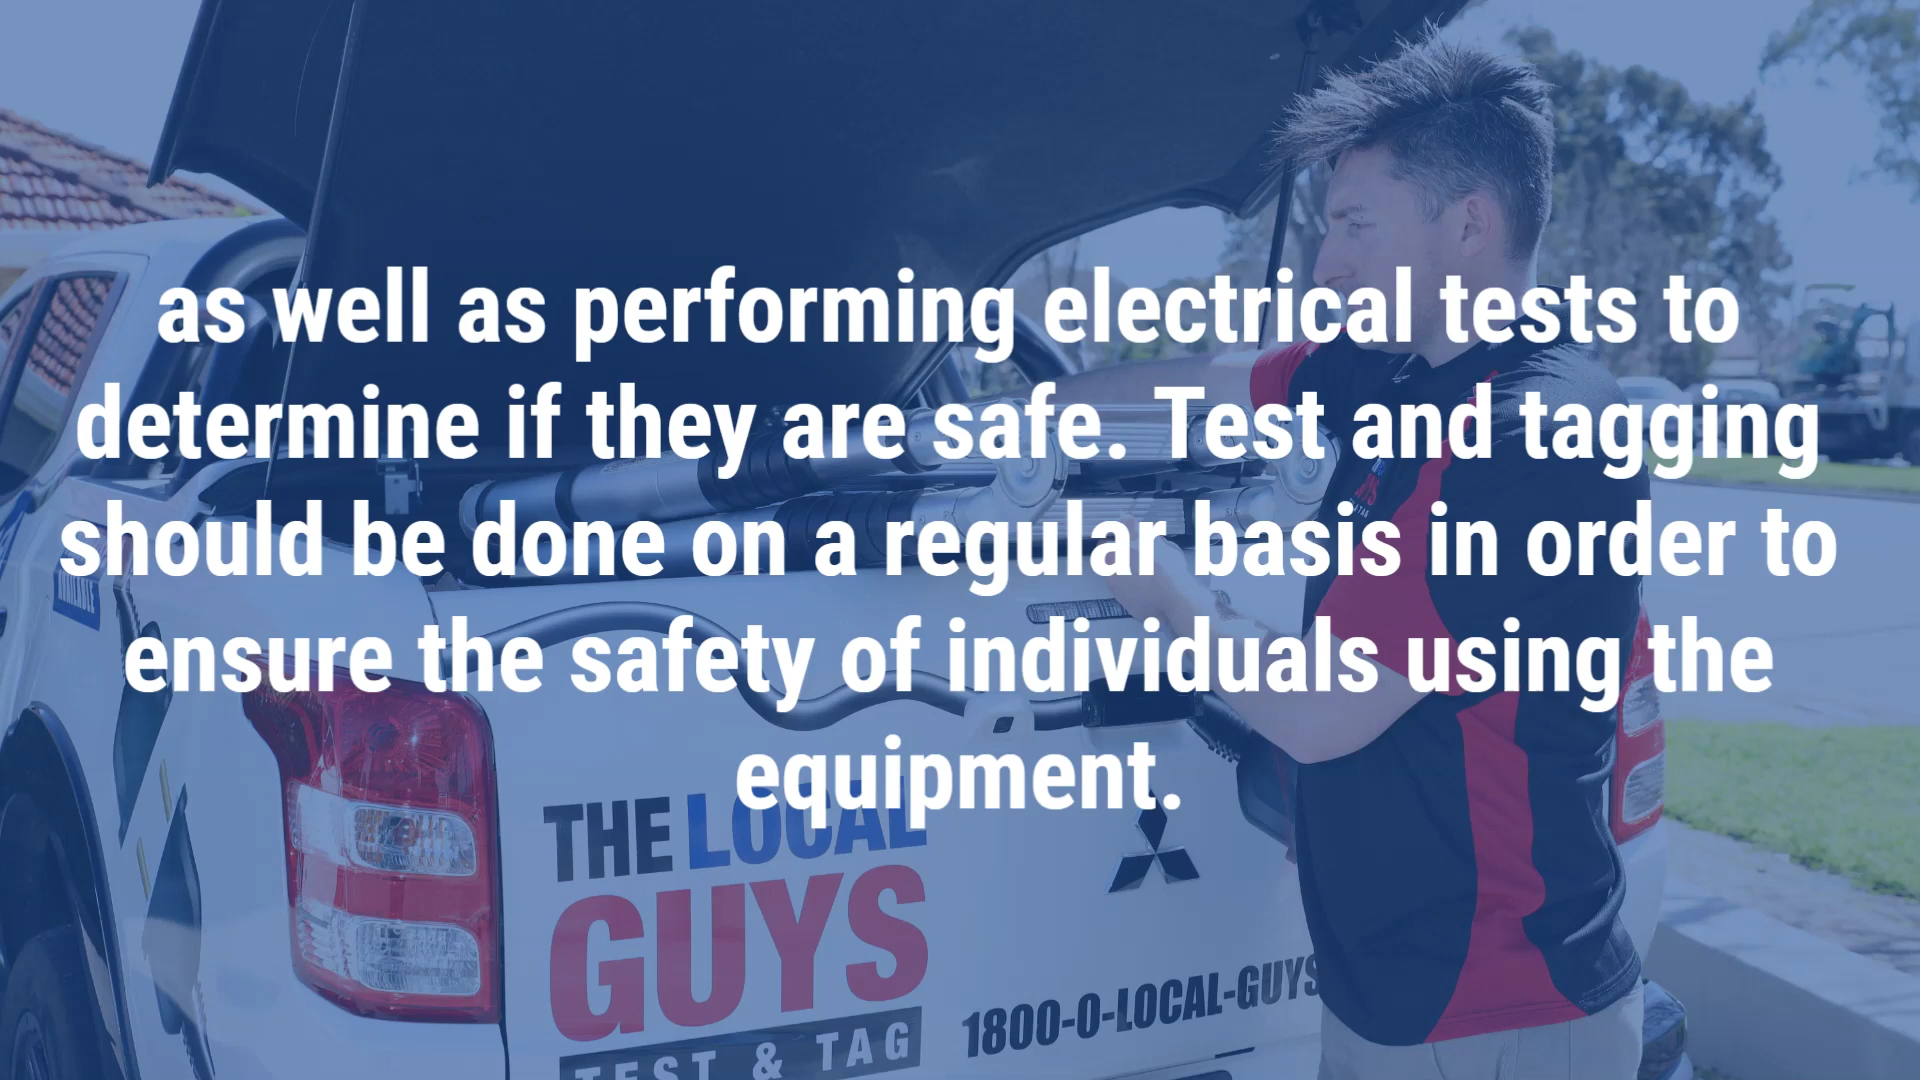 as well as performing electrical tests to
determine if they are safe. Test and tagging
should be done on a regular basis in order to
ensure the safety of individuals using the
equipment.
AVAILABLE
THE LOCAL
GUYS
TEST & TAG
1800-0-LOCAL-GUYS